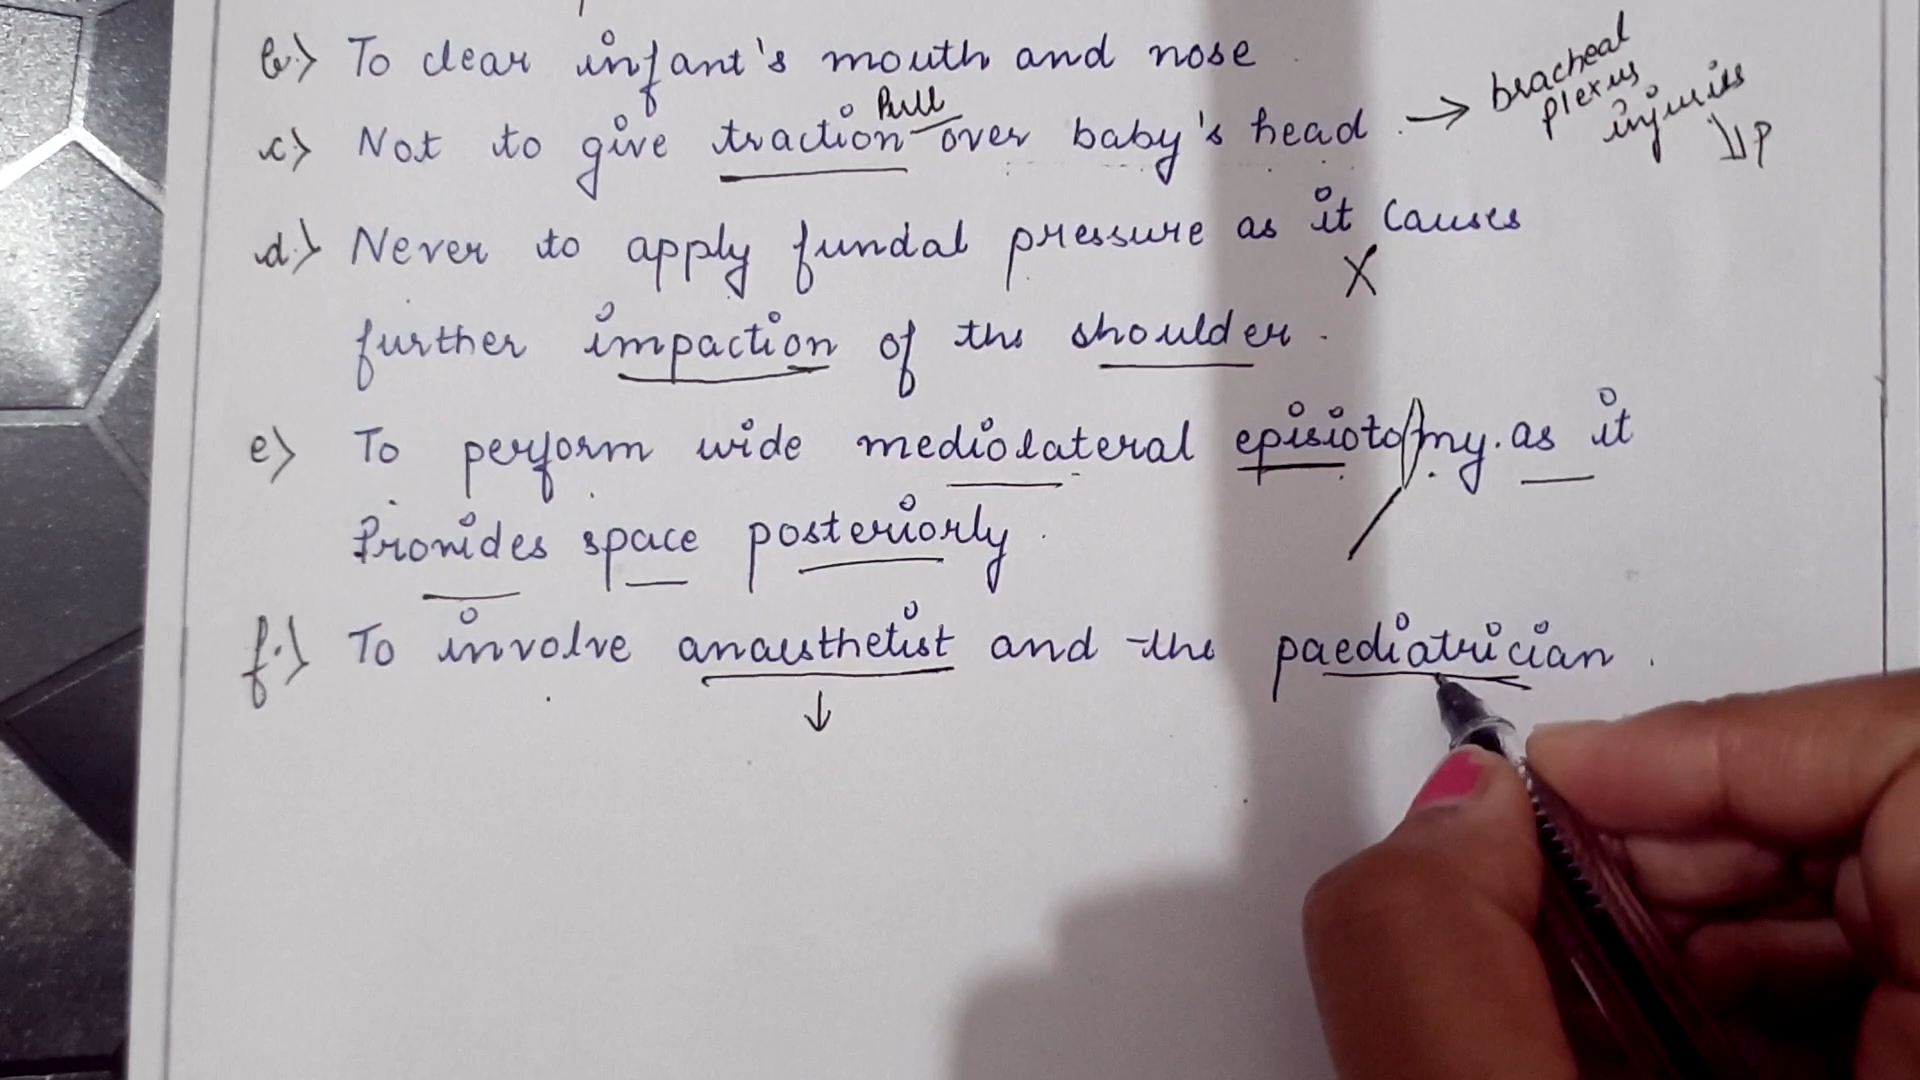 b.) To clear infant's mouth and nose
c) Not to give traction over baby's head → bracheal
Pull
plexus
injuries
d.) Never to apply fundal pressure as it causes
X
further impaction of the shoulder.
e) To perform wide mediolateral episiotomy. as it
Provides space posteriorly.
f.) To involve anaesthetist and the paediatrician.
↓